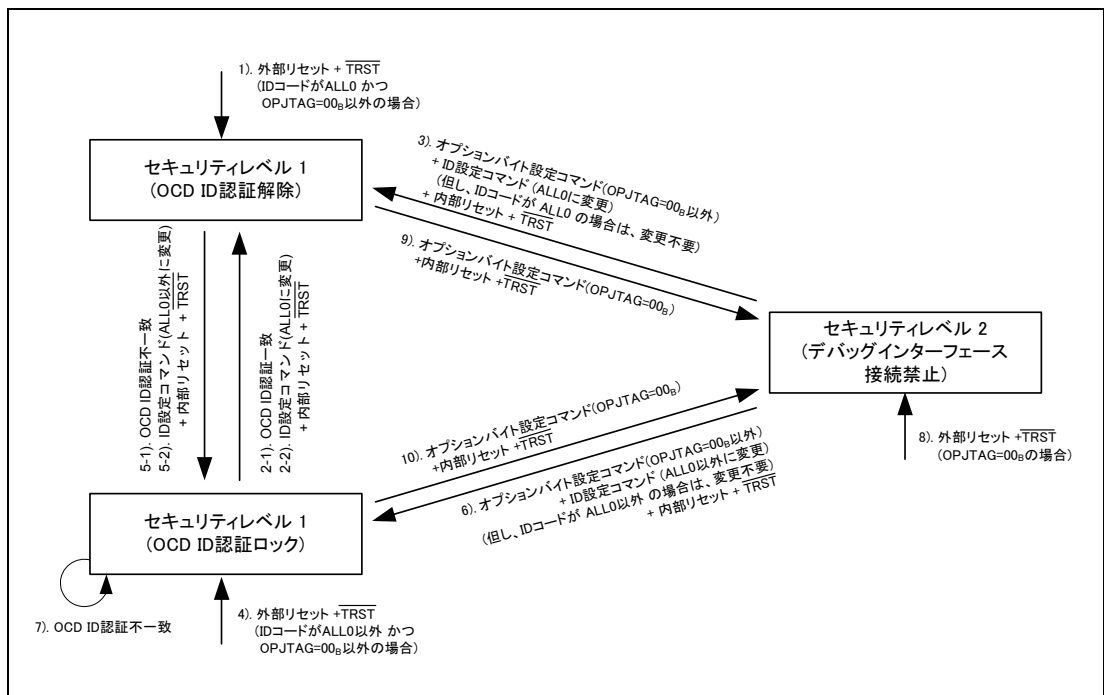 1). 外部リセット + TRST
(IDコードがALL0 かつ
OPJTAG=00B以外の場合)
セキュリティレベル 1
(OCD ID認証解除)
3). オプションバイト設定コマンド(OPJTAG=00B以外)
+ ID設定コマンド (ALL0に変更)
(但し、IDコードが ALL0 の場合は、変更不要)
+ 内部リセット + TRST
9). オプションバイト設定コマンド(OPJTAG=00B)
+内部リセット +TRST
5-1). OCD ID認証不一致
5-2). ID設定コマンド(ALL0以外に変更)
+ 内部リセット + TRST
2-1). OCD ID認証一致
2-2). ID設定コマンド(ALL0に変更)
+ 内部リセット + TRST
セキュリティレベル 2
(デバッグインターフェース
接続禁止)
8). 外部リセット +TRST
(OPJTAG=00Bの場合)
10). オプションバイト設定コマンド(OPJTAG=00B)
+内部リセット +TRST
6). オプションバイト設定コマンド(OPJTAG=00B以外)
+ ID設定コマンド (ALL0以外に変更)
(但し、IDコードが ALL0以外 の場合は、変更不要)
+ 内部リセット + TRST
セキュリティレベル 1
(OCD ID認証ロック)
7). OCD ID認証不一致
4). 外部リセット +TRST
(IDコードがALL0以外 かつ
OPJTAG=00B以外の場合)